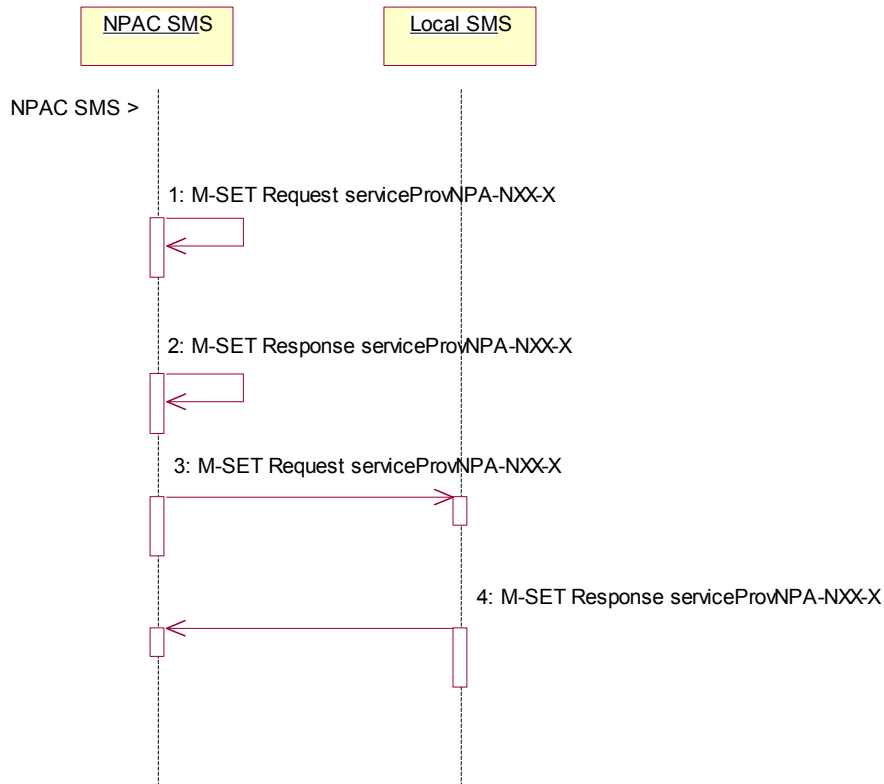 NPAC SMS
Local SMS
NPAC SMS >
1: M-SET Request serviceProvNPA-NXX-X
2: M-SET Response serviceProvNPA-NXX-X
3: M-SET Request serviceProvNPA-NXX-X
4: M-SET Response serviceProvNPA-NXX-X